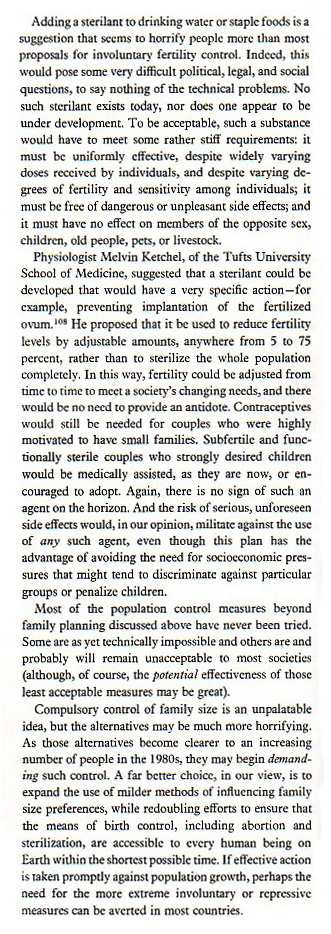 Adding a sterilant to drinking water or staple foods is a
suggestion that seems to horrify people more than most
proposals for involuntary fertility control. Indeed, this
would pose some very difficult political, legal, and social
questions, to say nothing of the technical problems. No
such sterilant exists today, nor does one appear to be
under development. To be acceptable, such a substance
would have to meet some rather stiff requirements: it
must be uniformly effective, despite widely varying
doses received by individuals, and despite varying de-
grees of fertility and sensitivity among individuals; it
must be free of dangerous or unpleasant side effects; and
it must have no effect on members of the opposite sex,
children, old people, pets, or livestock.
Physiologist Melvin Ketchel, of the Tufts University
School of Medicine, suggested that a sterilant could be
developed that would have a very specific action—for
example, preventing implantation of the fertilized
ovum.¹⁰⁸ He proposed that it be used to reduce fertility
levels by adjustable amounts, anywhere from 5 to 75
percent, rather than to sterilize the whole population
completely. In this way, fertility could be adjusted from
time to time to meet a society's changing needs, and there
would be no need to provide an antidote. Contraceptives
would still be needed for couples who were highly
motivated to have small families. Subfertile and func-
tionally sterile couples who strongly desired children
would be medically assisted, as they are now, or en-
couraged to adopt. Again, there is no sign of such an
agent on the horizon. And the risk of serious, unforeseen
side effects would, in our opinion, militate against the use
of any such agent, even though this plan has the
advantage of avoiding the need for socioeconomic pres-
sures that might tend to discriminate against particular
groups or penalize children.
Most of the population control measures beyond
family planning discussed above have never been tried.
Some are as yet technically impossible and others are and
probably will remain unacceptable to most societies
(although, of course, the potential effectiveness of those
least acceptable measures may be great).
Compulsory control of family size is an unpalatable
idea, but the alternatives may be much more horrifying.
As those alternatives become clearer to an increasing
number of people in the 1980s, they may begin demand-
ing such control. A far better choice, in our view, is to
expand the use of milder methods of influencing family
size preferences, while redoubling efforts to ensure that
the means of birth control, including abortion and
sterilization, are accessible to every human being on
Earth within the shortest possible time. If effective action
is taken promptly against population growth, perhaps the
need for the more extreme involuntary or repressive
measures can be averted in most countries.